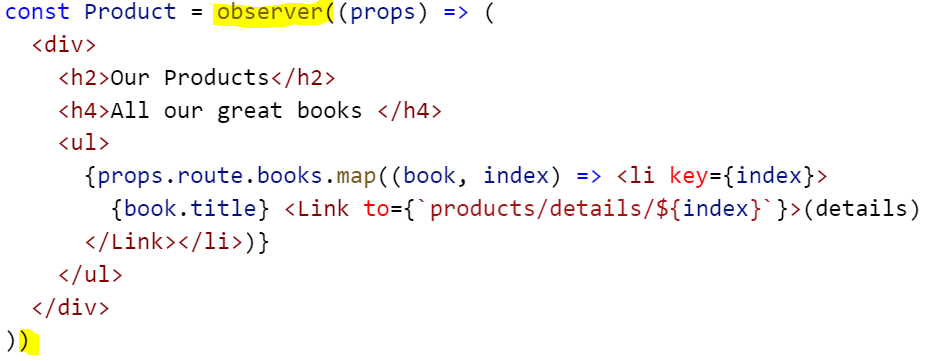 const Product = observer((props) => (
  <div>
    <h2>Our Products</h2>
    <h4>All our great books </h4>
    <ul>
      {props.route.books.map((book, index) => <li key={index}>
        {book.title} <Link to={`products/details/${index}`}>(details)
      </Link></li>)}
    </ul>
  </div>
))